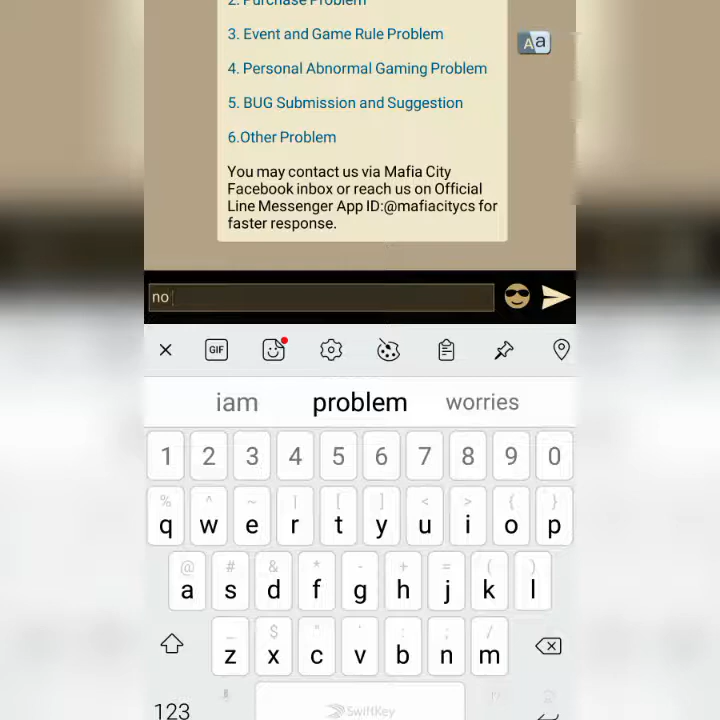 2. Purchase Problem
3. Event and Game Rule Problem
4. Personal Abnormal Gaming Problem
5. BUG Submission and Suggestion
6.Other Problem
You may contact us via Mafia City
Facebook inbox or reach us on Official
Line Messenger App ID:@mafiacitycs for
faster response.
Aa
no
GIF
iam problem worries
1 2 3 4 5 6 7 8 9 0
% ^ ~ | [ ] < > { }
q w e r t y u i o p
@ # & * - + = ( )
a s d f g h j k l
_ $ " ' : ; /
z x c v b n m
123 SwiftKey